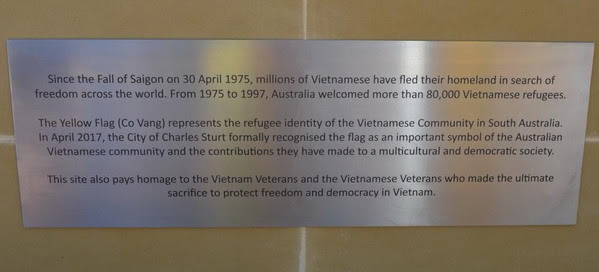 Since the Fall of Saigon on 30 April 1975, millions of Vietnamese have fled their homeland in search of
freedom across the world. From 1975 to 1997, Australia welcomed more than 80,000 Vietnamese refugees.
The Yellow Flag (Co Vang) represents the refugee identity of the Vietnamese Community in South Australia.
In April 2017, the City of Charles Sturt formally recognised the flag as an important symbol of the Australian
Vietnamese community and the contributions they have made to a multicultural and democratic society.
This site also pays homage to the Vietnam Veterans and the Vietnamese Veterans who made the ultimate
sacrifice to protect freedom and democracy in Vietnam.